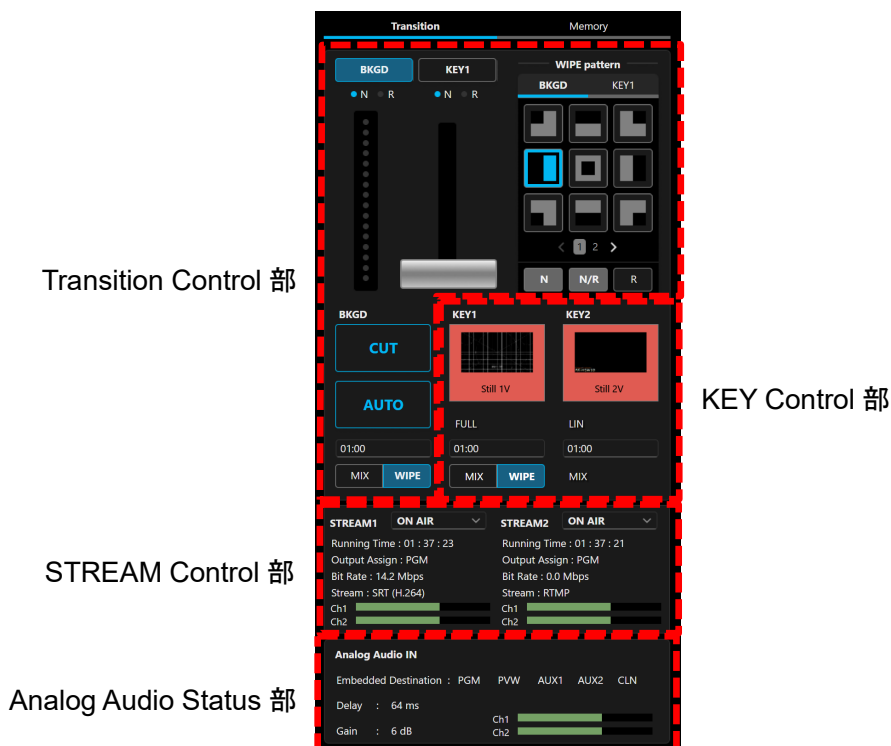 Transition Memory
BKGD KEY1 WIPE pattern
N R N R BKGD KEY1
1 2
Transition Control 部
N N/R R
BKGD KEY1 KEY2
CUT
Still 1V Still 2V
KEY Control 部
AUTO
FULL LIN
01:00 01:00 01:00
MIX WIPE MIX WIPE MIX
STREAM1 ON AIR STREAM2 ON AIR
Running Time : 01 : 37 : 23 Running Time : 01 : 37 : 21
Output Assign : PGM Output Assign : PGM
STREAM Control 部
Bit Rate : 14.2 Mbps Bit Rate : 0.0 Mbps
Stream : SRT (H.264) Stream : RTMP
Ch1 Ch1
Ch2 Ch2
Analog Audio IN
Embedded Destination : PGM PVW AUX1 AUX2 CLN
Analog Audio Status 部
Delay : 64 ms
Ch1
Gain : 6 dB Ch2